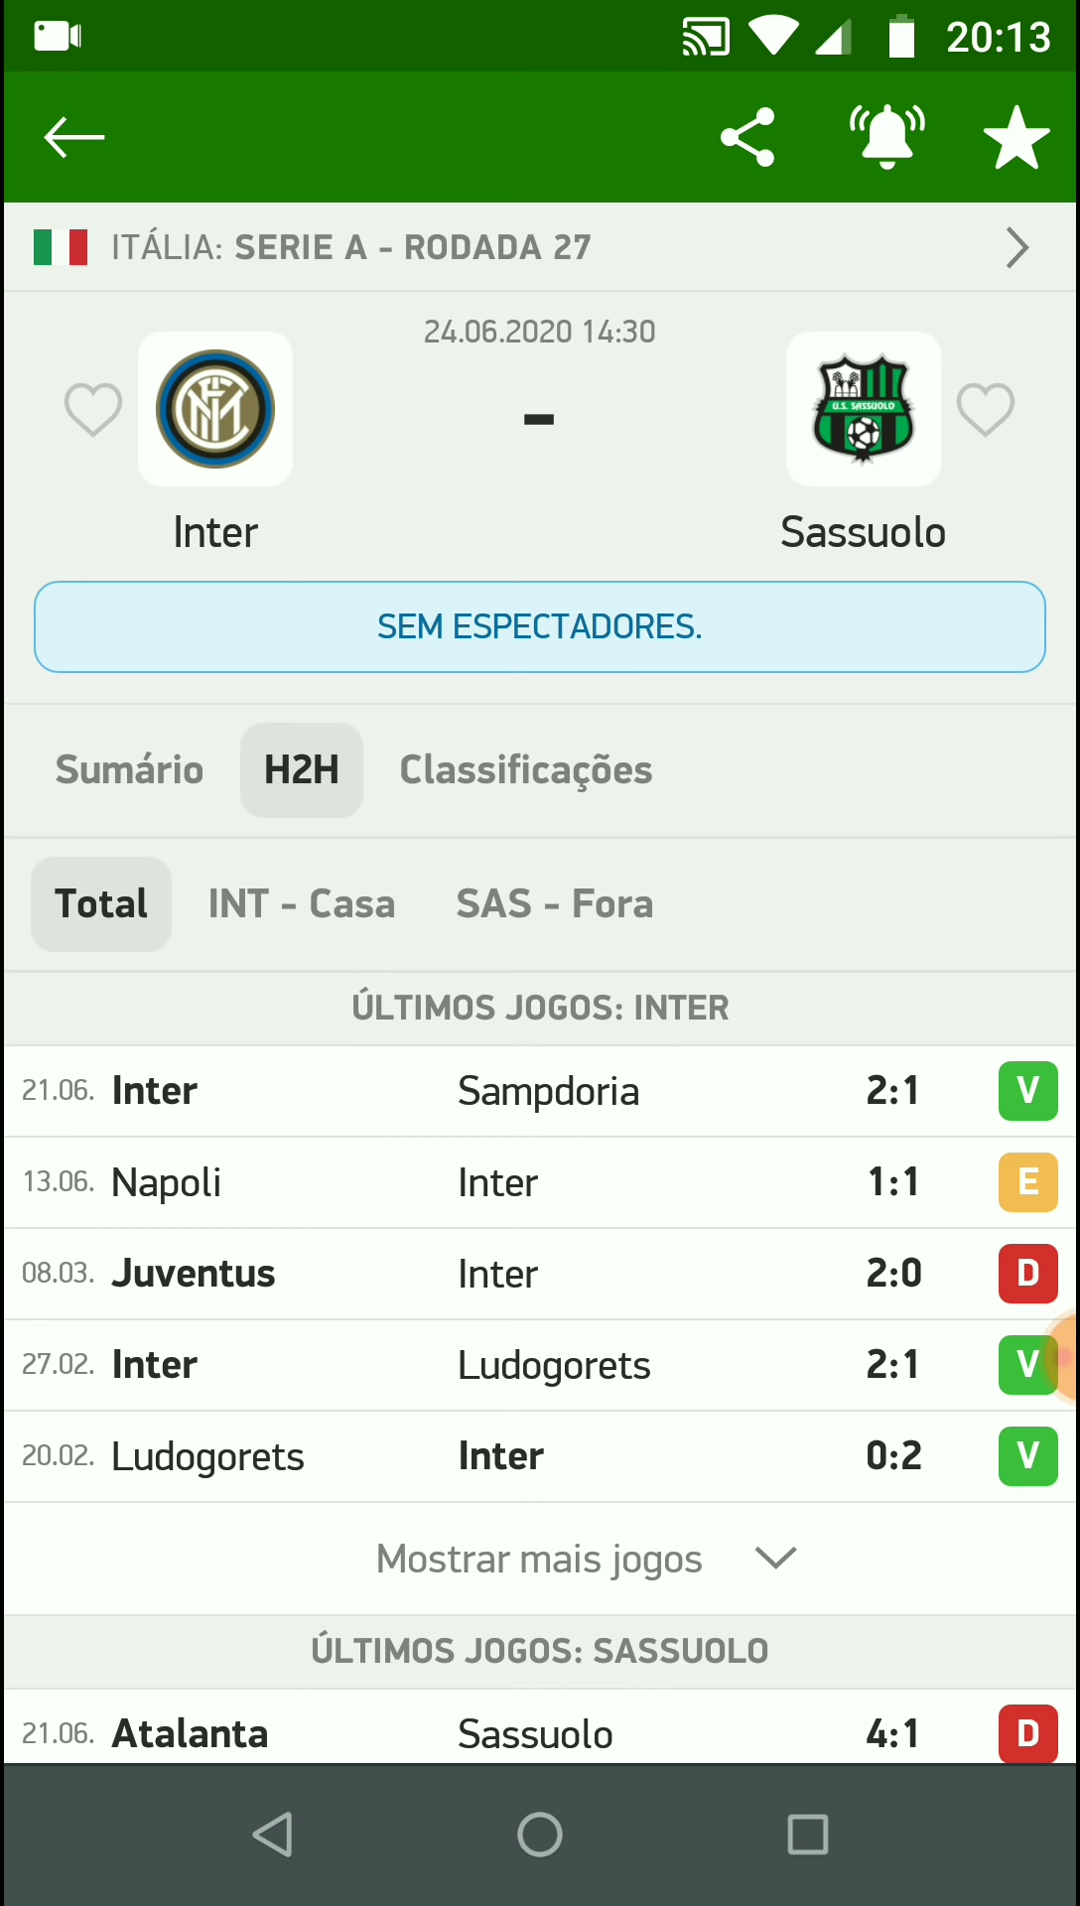 20:13
ITÁLIA: SERIE A - RODADA 27
24.06.2020 14:30
-
U.S. SASSUOLO
Inter Sassuolo
SEM ESPECTADORES.
Sumário H2H Classificações
Total INT - Casa SAS - Fora
ÚLTIMOS JOGOS: INTER
21.06. Inter Sampdoria 2:1 V
13.06. Napoli Inter 1:1 E
08.03. Juventus Inter 2:0 D
27.02. Inter Ludogorets 2:1 V
20.02. Ludogorets Inter 0:2 V
Mostrar mais jogos
ÚLTIMOS JOGOS: SASSUOLO
21.06. Atalanta Sassuolo 4:1 D